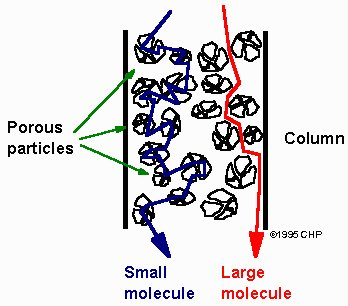 Porous
particles
Column
©1995 CHP
Small
molecule
Large
molecule